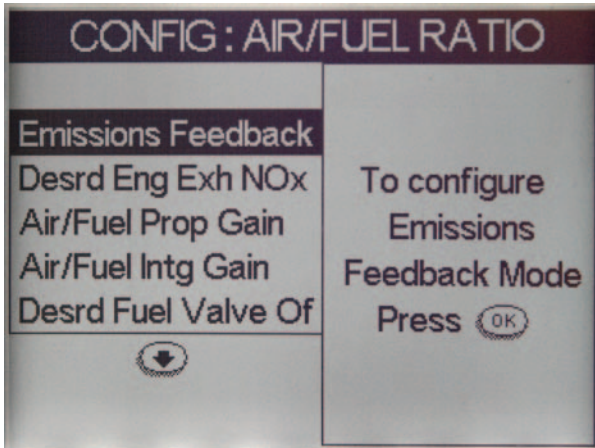 CONFIG : AIR/FUEL RATIO
Emissions Feedback
Desrd Eng Exh NOx
Air/Fuel Prop Gain
Air/Fuel Intg Gain
Desrd Fuel Valve Of
To configure
Emissions
Feedback Mode
Press OK